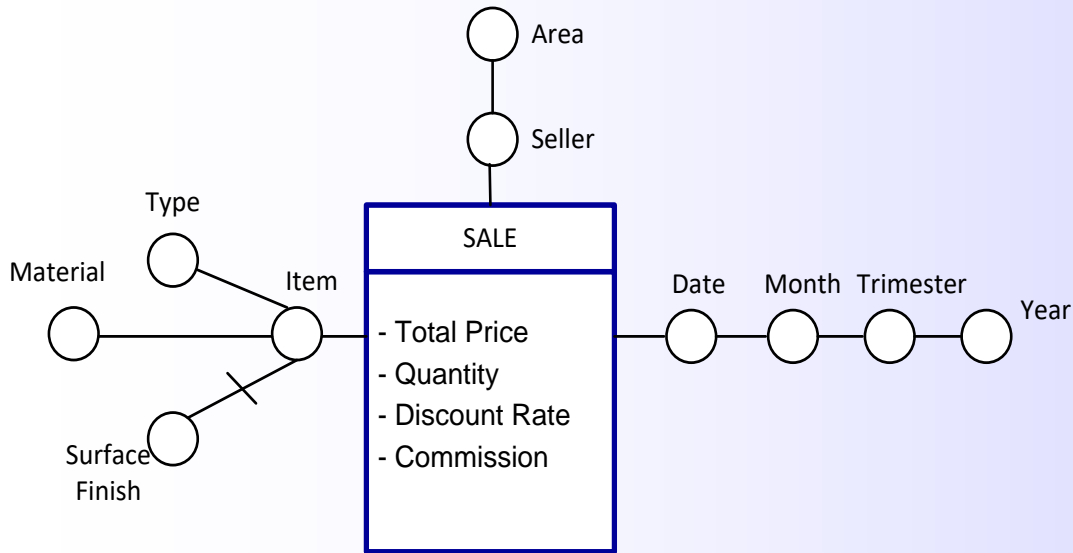 Area
Seller
Type
SALE
Material
Item
Date
Month
Trimester
Year
- Total Price
- Quantity
- Discount Rate
- Commission
Surface
Finish